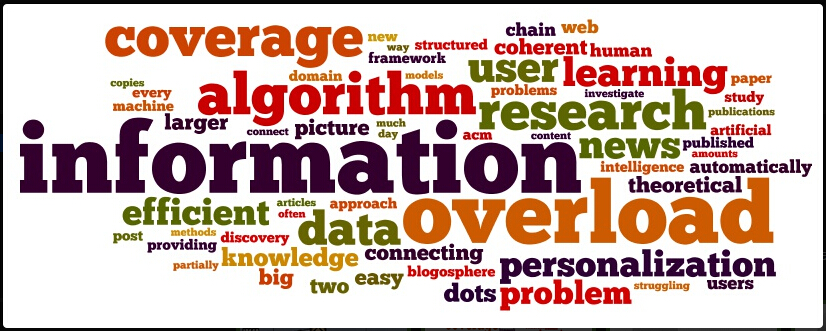 coverage new chain web
way structured coherent human
framework
domain models user learning
copies every algorithm problems investigate paper
machine research study
publications
larger connect picture much day acm content artificial
information news published
amounts
intelligence automatically
theoretical
efficient articles often approach overload
data
post methods
providing discovery
partially knowledge connecting personalization
big two easy blogosphere
struggling users
dots problem